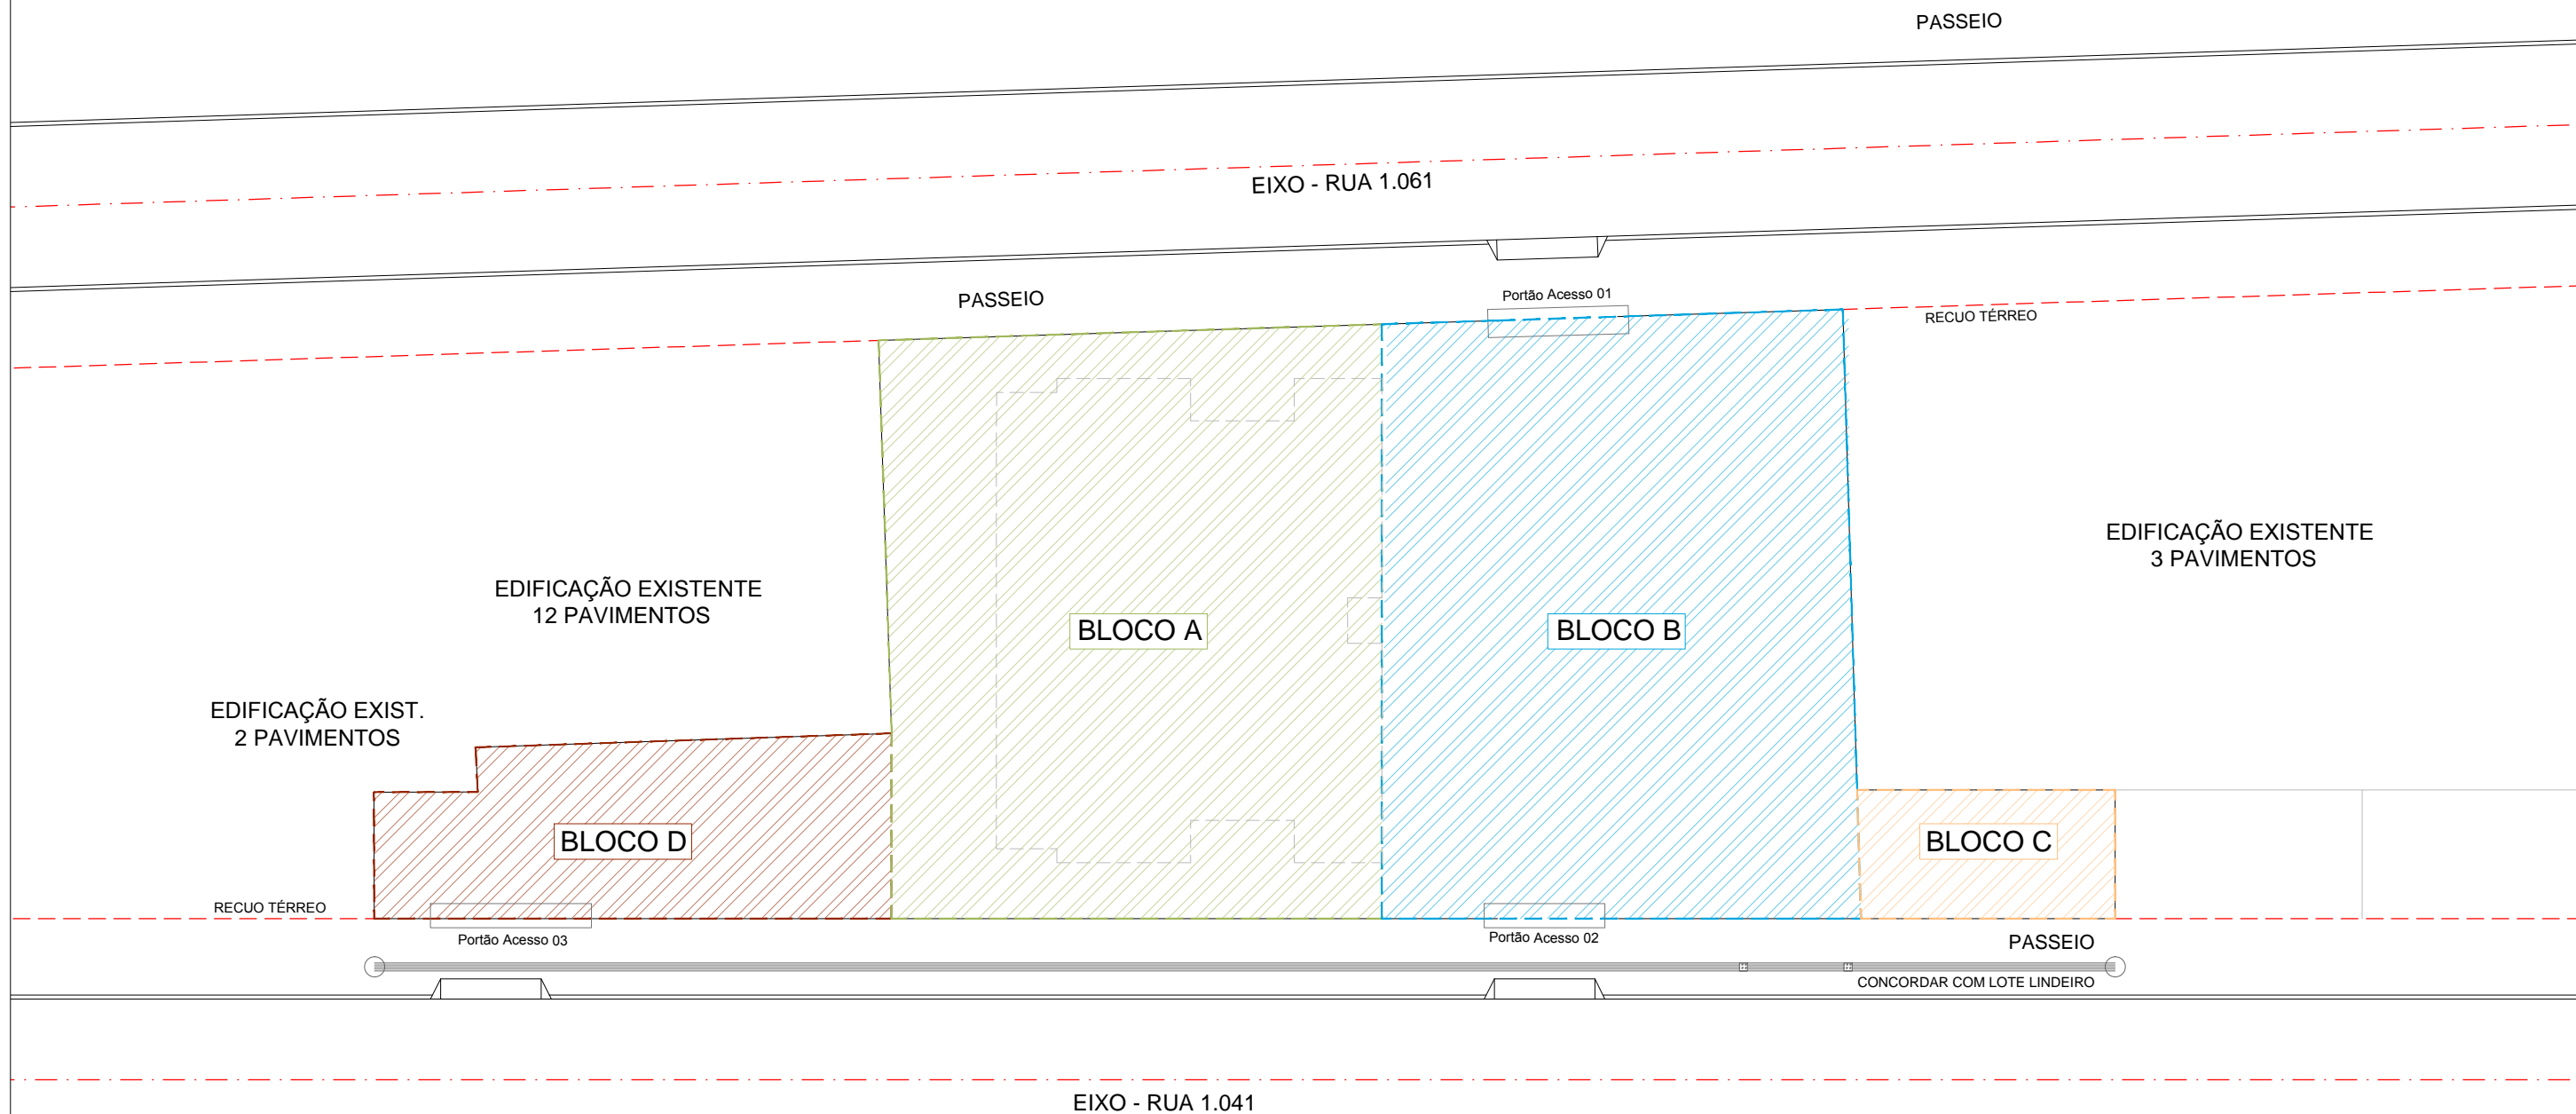 PASSEIO
EIXO - RUA 1.061
PASSEIO
Portão Acesso 01
RECUO TÉRREO
EDIFICAÇÃO EXISTENTE
3 PAVIMENTOS
EDIFICAÇÃO EXISTENTE
12 PAVIMENTOS
BLOCO A
BLOCO B
EDIFICAÇÃO EXIST.
2 PAVIMENTOS
BLOCO D
BLOCO C
RECUO TÉRREO
Portão Acesso 03
Portão Acesso 02
PASSEIO
CONCORDAR COM LOTE LINDEIRO
EIXO - RUA 1.041